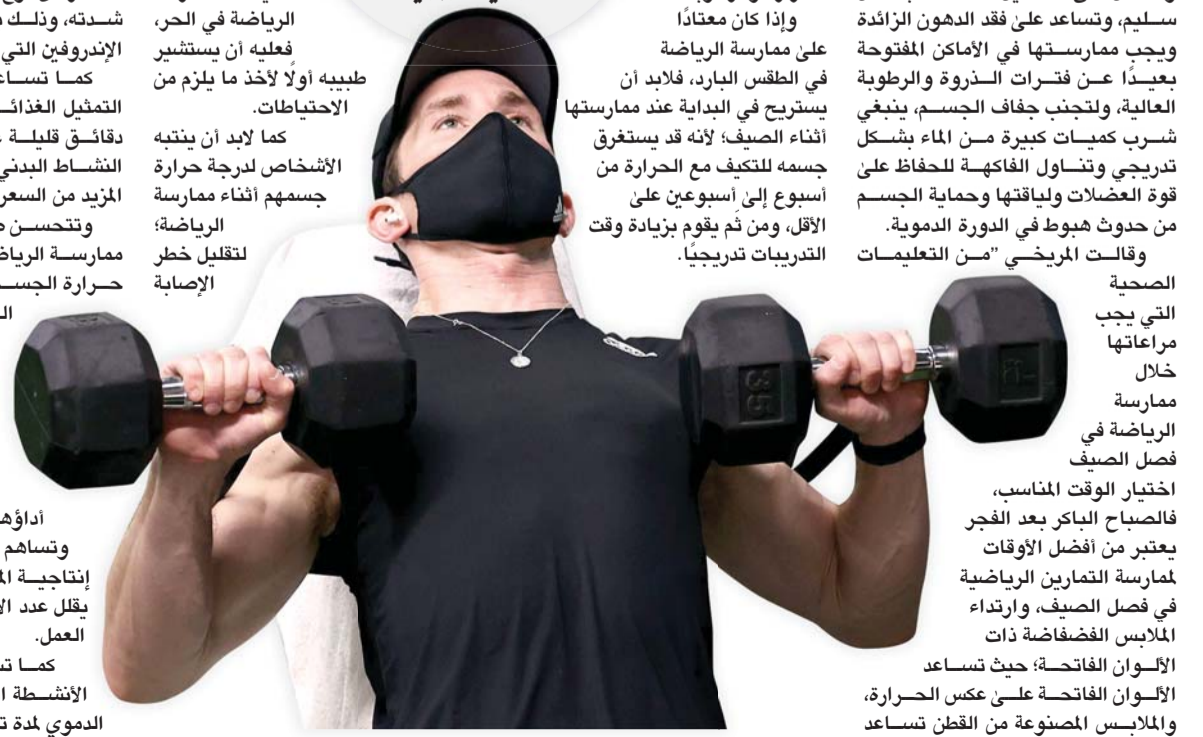 سليم، وتساعد على فقد الدهون الزائدة
ويجب ممارستها في الأماكن المفتوحة
بعيدًا عن فترات الذروة والرطوبة
العالية، ولتجنب جفاف الجسم، ينبغي
شرب كميات كبيرة من الماء بشكل
تدريجي وتناول الفاكهة للحفاظ على
قوة العضلات ولياقتها وحماية الجسم
من حدوث هبوط في الدورة الدموية.
وقالت المريخي "من التعليمات
الصحية
التي يجب
مراعاتها
خلال
ممارسة
الرياضة في
فصل الصيف
اختيار الوقت المناسب،
فالصباح الباكر بعد الفجر
يعتبر من أفضل الأوقات
لممارسة التمارين الرياضية
في فصل الصيف، وارتداء
الملابس الفضفاضة ذات
الألوان الفاتحة؛ حيث تساعد
الألوان الفاتحة على عكس الحرارة،
والملابس المصنوعة من القطن تساعد
وإذا كان معتادًا
على ممارسة الرياضة
في الطقس البارد، فلابد أن
يستريح في البداية عند ممارستها
أثناء الصيف؛ لأنه قد يستغرق
جسمه للتكيف مع الحرارة من
أسبوع إلى أسبوعين على
الأقل، ومن ثم يقوم بزيادة وقت
التدريبات تدريجيًا.
الرياضة في الحر،
فعليه أن يستشير
طبيبه أولًا لأخذ ما يلزم من
الاحتياطات.
كما لابد أن ينتبه
الأشخاص لدرجة حرارة
جسمهم أثناء ممارسة
الرياضة؛
لتقليل خطر
الإصابة
شدته، وذلك
الإندروفين التي
كما
التمثيل
دقائق قليلة
النشاط البدني
المزيد من
وتتحسن
ممارسة
حرارة
وتساهم
إنتاجية
يقلل عدد
العمل.
كما
الأنشطة
الدموي لمدة
35